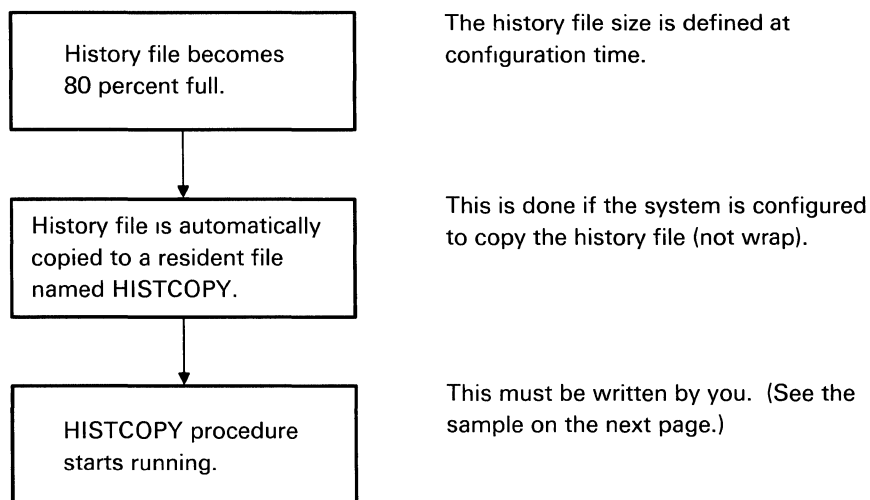 History file becomes
80 percent full.
The history file size is defined at
configuration time.
History file is automatically
copied to a resident file
named HISTCOPY.
This is done if the system is configured
to copy the history file (not wrap).
HISTCOPY procedure
starts running.
This must be written by you. (See the
sample on the next page.)